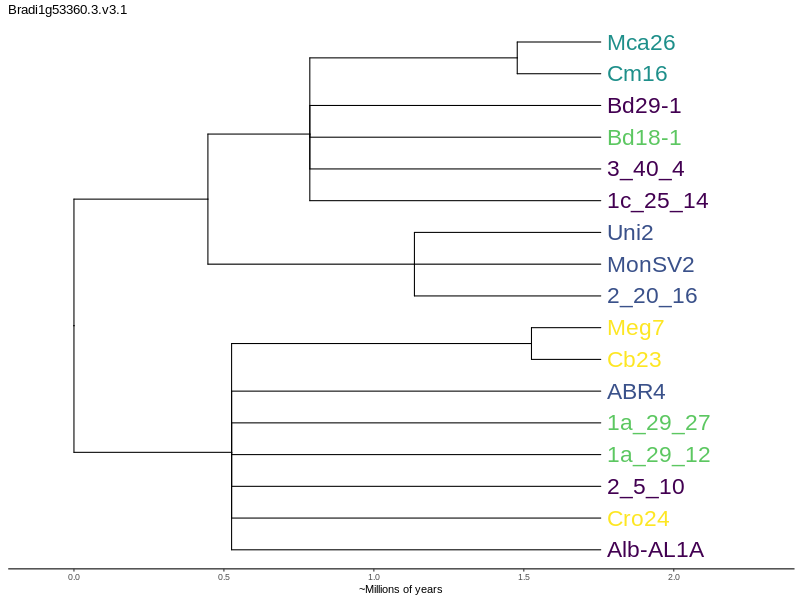 Bradi1g53360.3.v3.1
Mca26
Cm16
Bd29-1
Bd18-1
3_40_4
1c_25_14
Uni2
MonSV2
2_20_16
Meg7
Cb23
ABR4
1a_29_27
1a_29_12
2_5_10
Cro24
Alb-AL1A
0.0 0.5 1.0 1.5 2.0
~Millions of years